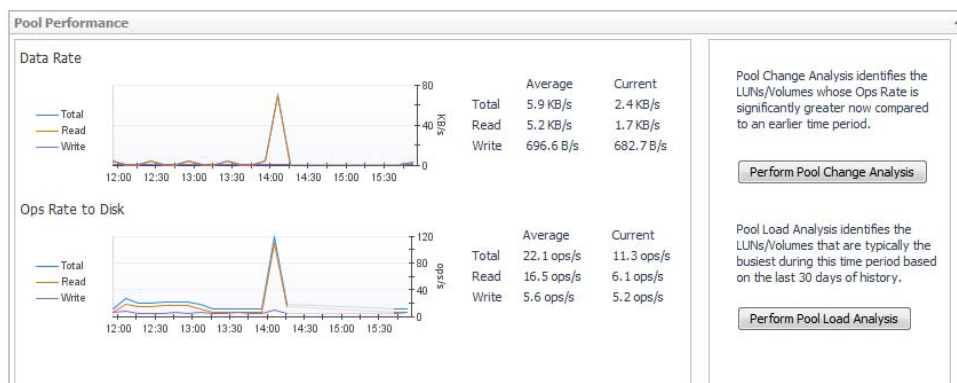 Pool Performance
Data Rate
Total
Read
Write
80
40
0
KB/s
12:00 12:30 13:00 13:30 14:00 14:30 15:00 15:30
Average Current
Total 5.9 KB/s 2.4 KB/s
Read 5.2 KB/s 1.7 KB/s
Write 696.6 B/s 682.7 B/s
Ops Rate to Disk
Total
Read
Write
120
80
40
0
ops/s
12:00 12:30 13:00 13:30 14:00 14:30 15:00 15:30
Average Current
Total 22.1 ops/s 11.3 ops/s
Read 16.5 ops/s 6.1 ops/s
Write 5.6 ops/s 5.2 ops/s
Pool Change Analysis identifies the
LUNs/Volumes whose Ops Rate is
significantly greater now compared
to an earlier time period.
Perform Pool Change Analysis
Pool Load Analysis identifies the
LUNs/Volumes that are typically the
busiest during this time period based
on the last 30 days of history.
Perform Pool Load Analysis